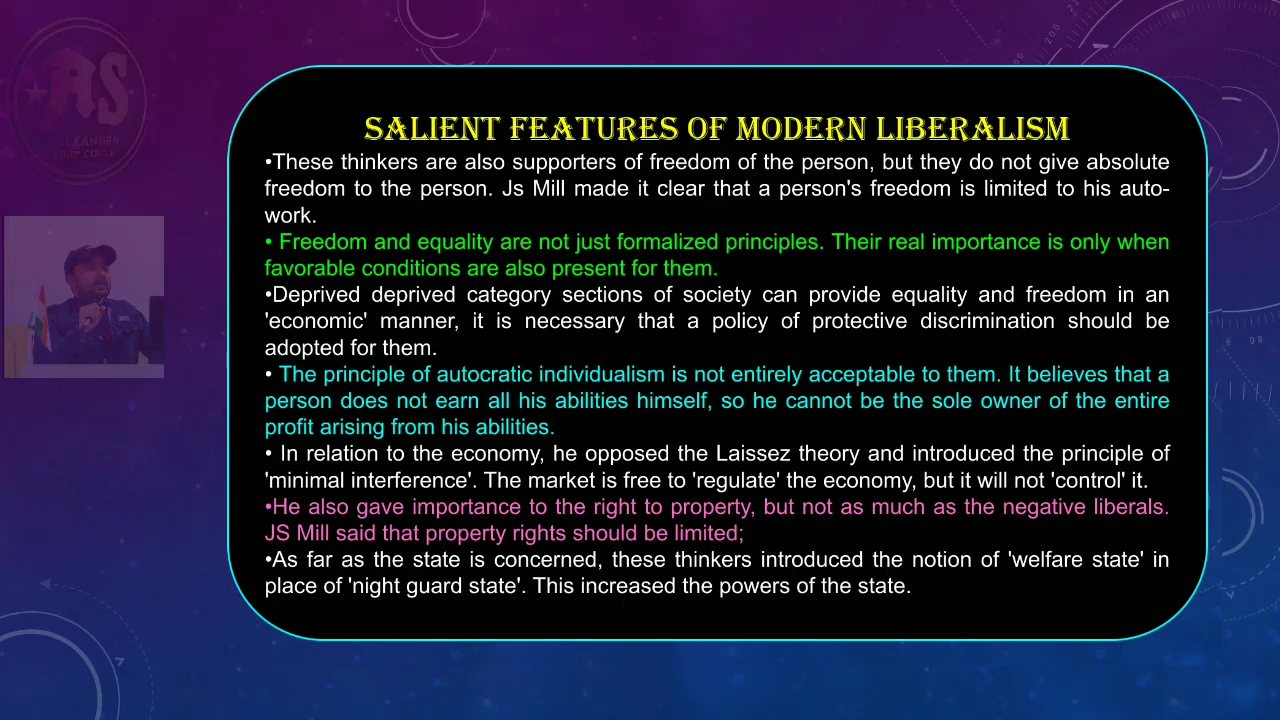 AS
EXANDER
STUDY CENTRE
SALIENT FEATURES OF MODERN LIBERALISM
•These thinkers are also supporters of freedom of the person, but they do not give absolute
freedom to the person. Js Mill made it clear that a person's freedom is limited to his auto-
work.
• Freedom and equality are not just formalized principles. Their real importance is only when
favorable conditions are also present for them.
•Deprived deprived category sections of society can provide equality and freedom in an
'economic' manner, it is necessary that a policy of protective discrimination should be
adopted for them.
• The principle of autocratic individualism is not entirely acceptable to them. It believes that a
person does not earn all his abilities himself, so he cannot be the sole owner of the entire
profit arising from his abilities.
• In relation to the economy, he opposed the Laissez theory and introduced the principle of
'minimal interference'. The market is free to 'regulate' the economy, but it will not 'control' it.
•He also gave importance to the right to property, but not as much as the negative liberals.
JS Mill said that property rights should be limited;
•As far as the state is concerned, these thinkers introduced the notion of 'welfare state' in
place of 'night guard state'. This increased the powers of the state.